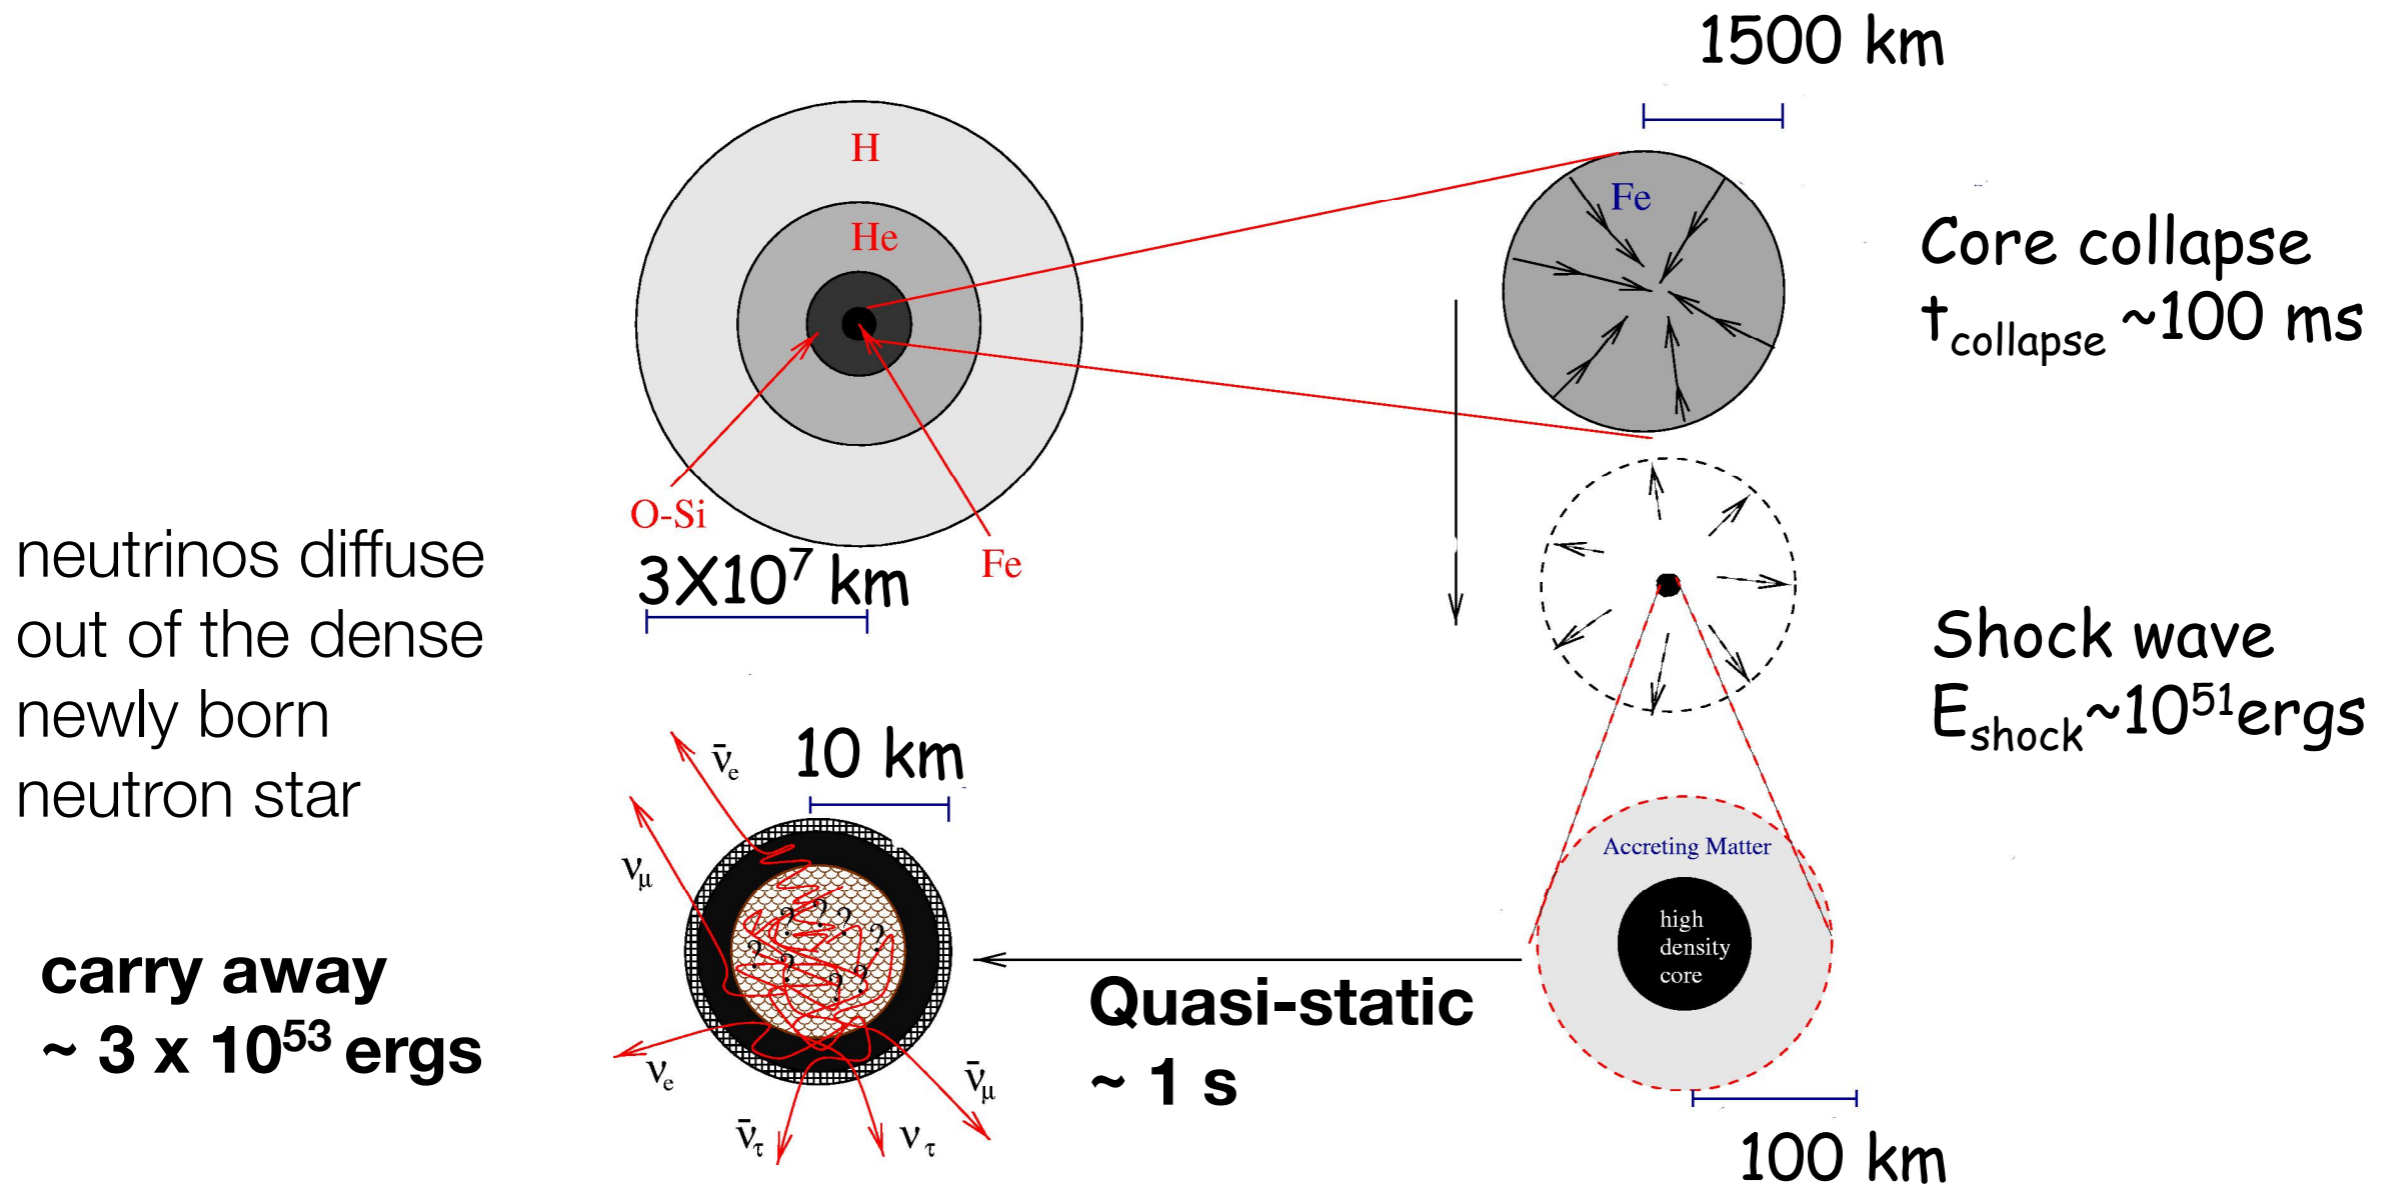 1500 km
H
He
O-Si
Fe
3X10⁷ km
Fe
Core collapse
t_collapse ~100 ms
Shock wave
E_shock~10⁵¹ergs
Accreting Matter
high
density
core
100 km
Quasi-static
~ 1 s
10 km
ν̄e
νμ
νe
ν̄τ
ντ
ν̄μ
? ? ? ? ? ? ? ?
neutrinos diffuse
out of the dense
newly born
neutron star
carry away
~ 3 x 10⁵³ ergs